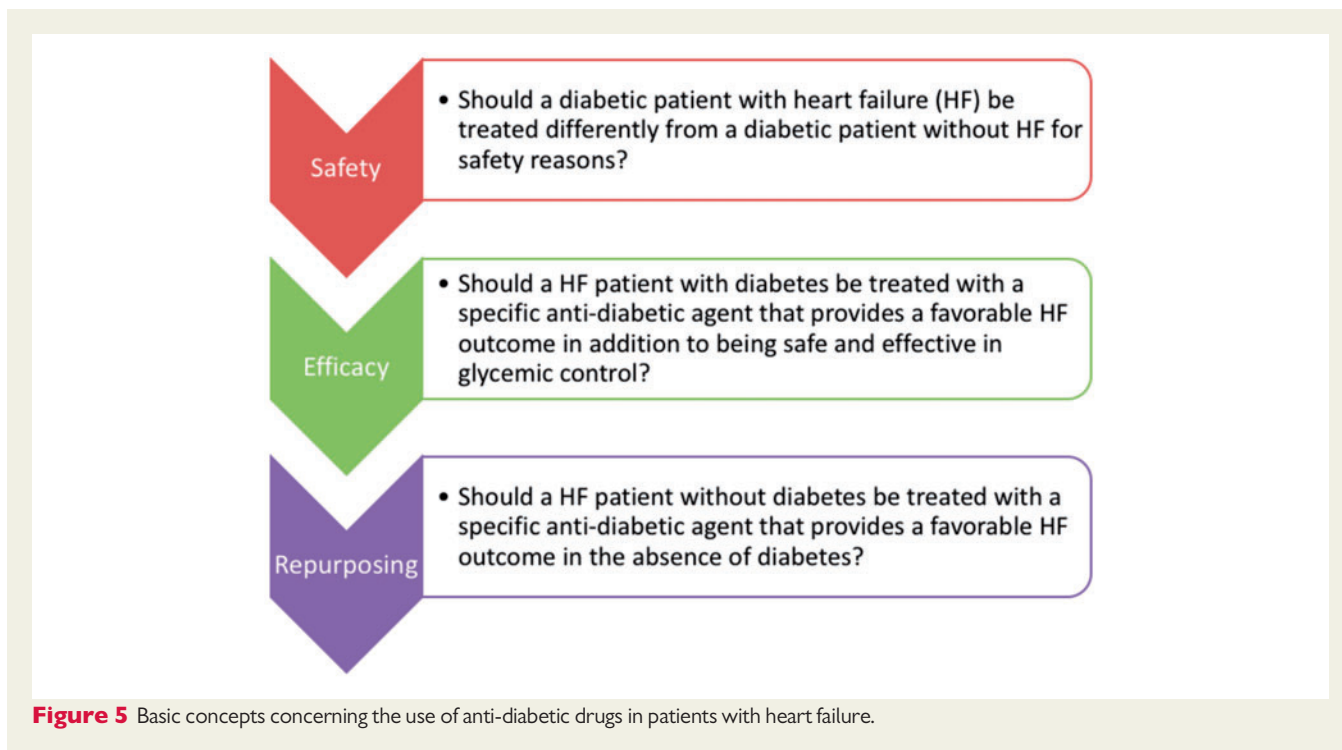 Safety
• Should a diabetic patient with heart failure (HF) be
treated differently from a diabetic patient without HF for
safety reasons?
Efficacy
• Should a HF patient with diabetes be treated with a
specific anti-diabetic agent that provides a favorable HF
outcome in addition to being safe and effective in
glycemic control?
Repurposing
• Should a HF patient without diabetes be treated with a
specific anti-diabetic agent that provides a favorable HF
outcome in the absence of diabetes?
Figure 5 Basic concepts concerning the use of anti-diabetic drugs in patients with heart failure.